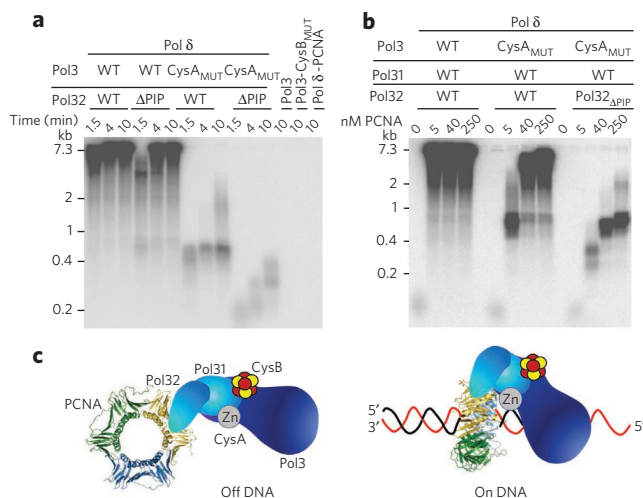 a
Pol δ
Pol3 WT WT CysAMUT CysAMUT
Pol32 WT ΔPIP WT ΔPIP
Pol3
Pol3-CysBMUT
Pol δ-PCNA
Time (min) 1.5 4 10 1.5 4 10 1.5 4 10 1.5 4 10 10 10 10
kb
7.3
2
1
0.4
0.2
b
Pol δ
Pol3 WT CysAMUT CysAMUT
Pol31 WT WT WT
Pol32 WT WT Pol32ΔPIP
nM PCNA 0 5 40 250 0 5 40 250 0 5 40 250
kb
7.3
2
1
0.4
0.2
c
PCNA
Pol32
Pol31
CysB
Zn
CysA
Pol3
Off DNA
Zn
5′
3′
5′
On DNA